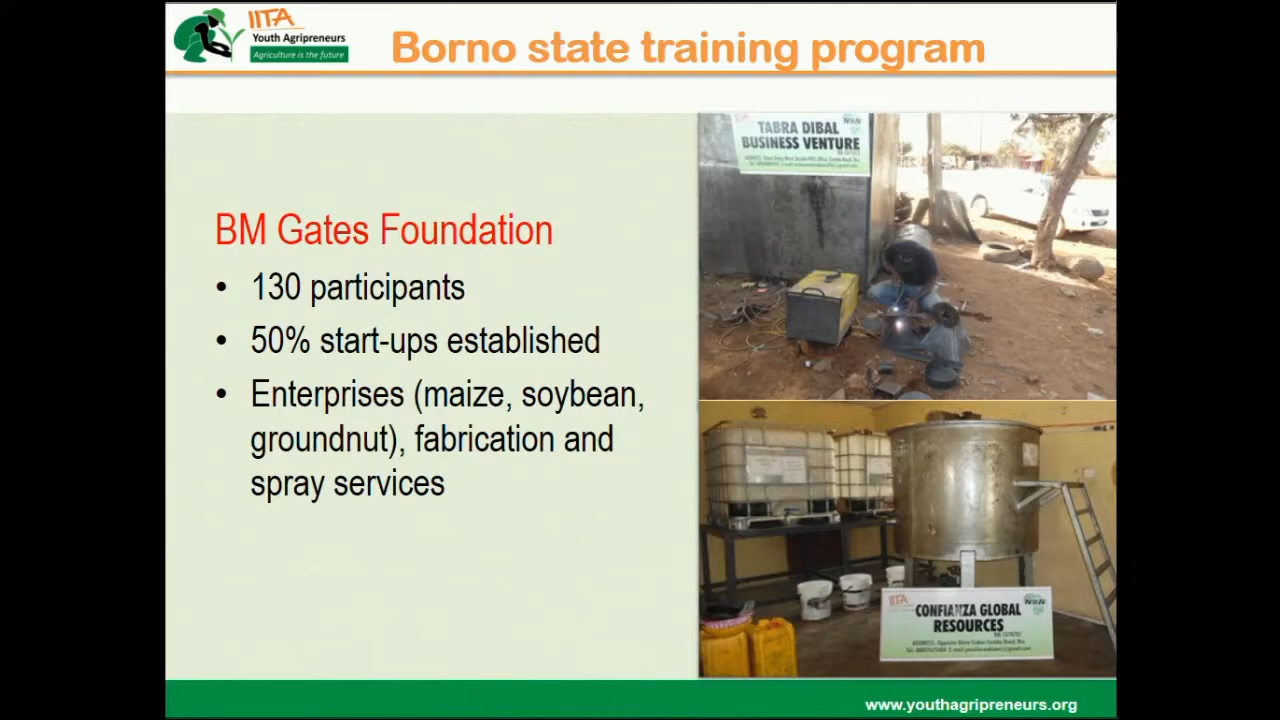 IITA
Youth Agripreneurs
Agriculture is the future
Borno state training program
BM Gates Foundation
• 130 participants
• 50% start-ups established
• Enterprises (maize, soybean,
groundnut), fabrication and
spray services
TABRA DIBAL
BUSINESS VENTURE
IITA
CONFIANZA GLOBAL
RESOURCES
www.youthagripreneurs.org